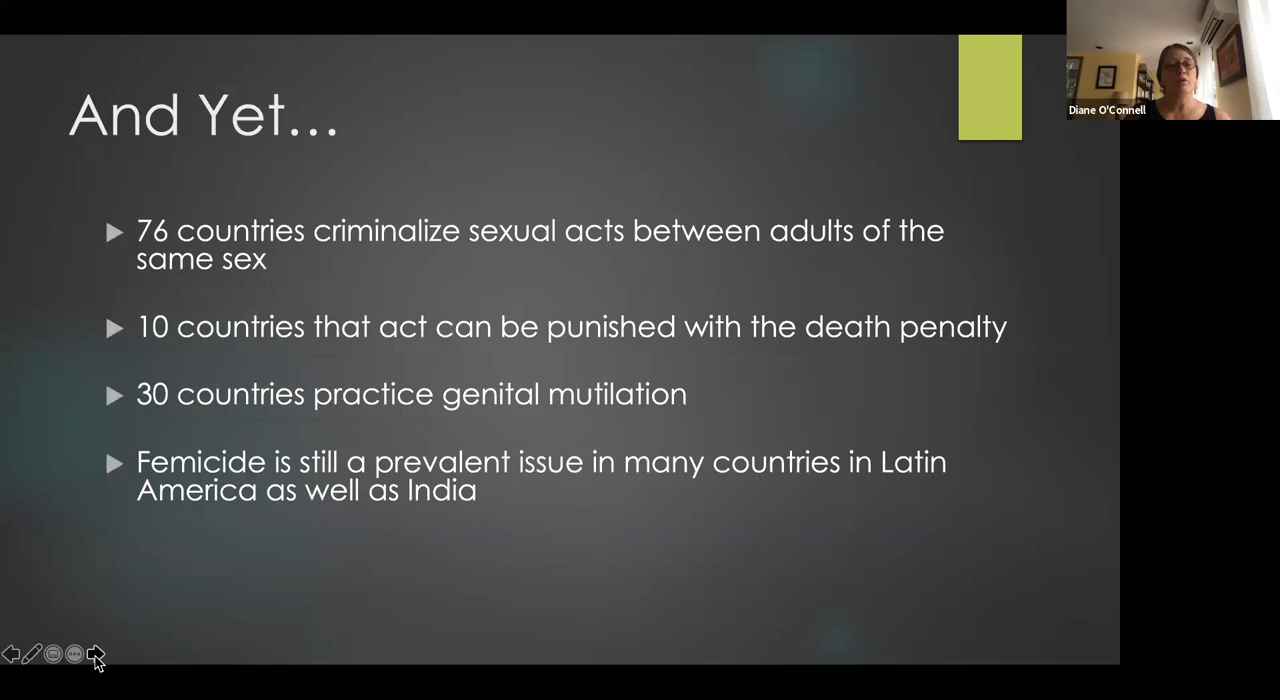 And Yet…
Diane O'Connell
76 countries criminalize sexual acts between adults of the
same sex
10 countries that act can be punished with the death penalty
30 countries practice genital mutilation
Femicide is still a prevalent issue in many countries in Latin
America as well as India